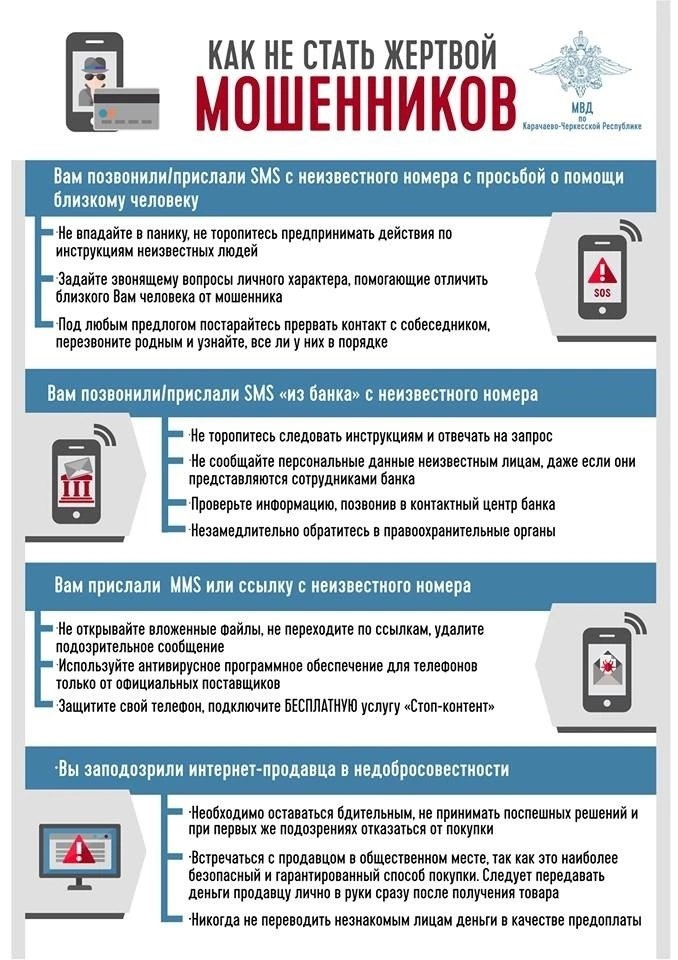 КАК НЕ СТАТЬ ЖЕРТВОЙ
МОШЕННИКОВ
МВД
по
Карачаево-Черкесской Республике
Вам позвонили/прислали SMS с неизвестного номера с просьбой о помощи
близкому человеку
·Не впадайте в панику, не торопитесь предпринимать действия по
инструкциям неизвестных людей
·Задайте звонящему вопросы личного характера, помогающие отличить
близкого Вам человека от мошенника
·Под любым предлогом постарайтесь прервать контакт с собеседником,
перезвоните родным и узнайте, все ли у них в порядке
SOS
Вам позвонили/прислали SMS «из банка» с неизвестного номера
·Не торопитесь следовать инструкциям и отвечать на запрос
·Не сообщайте персональные данные неизвестным лицам, даже если они
представляются сотрудниками банка
·Проверьте информацию, позвонив в контактный центр банка
·Незамедлительно обратитесь в правоохранительные органы
Вам прислали MMS или ссылку с неизвестного номера
·Не открывайте вложенные файлы, не переходите по ссылкам, удалите
подозрительное сообщение
·Используйте антивирусное программное обеспечение для телефонов
только от официальных поставщиков
·Защитите свой телефон, подключите БЕСПЛАТНУЮ услугу «Стоп-контент»
·Вы заподозрили интернет-продавца в недобросовестности
·Необходимо оставаться бдительным, не принимать поспешных решений и
при первых же подозрениях отказаться от покупки
·Встречаться с продавцом в общественном месте, так как это наиболее
безопасный и гарантированный способ покупки. Следует передавать
деньги продавцу лично в руки сразу после получения товара
·Никогда не переводить незнакомым лицам деньги в качестве предоплаты